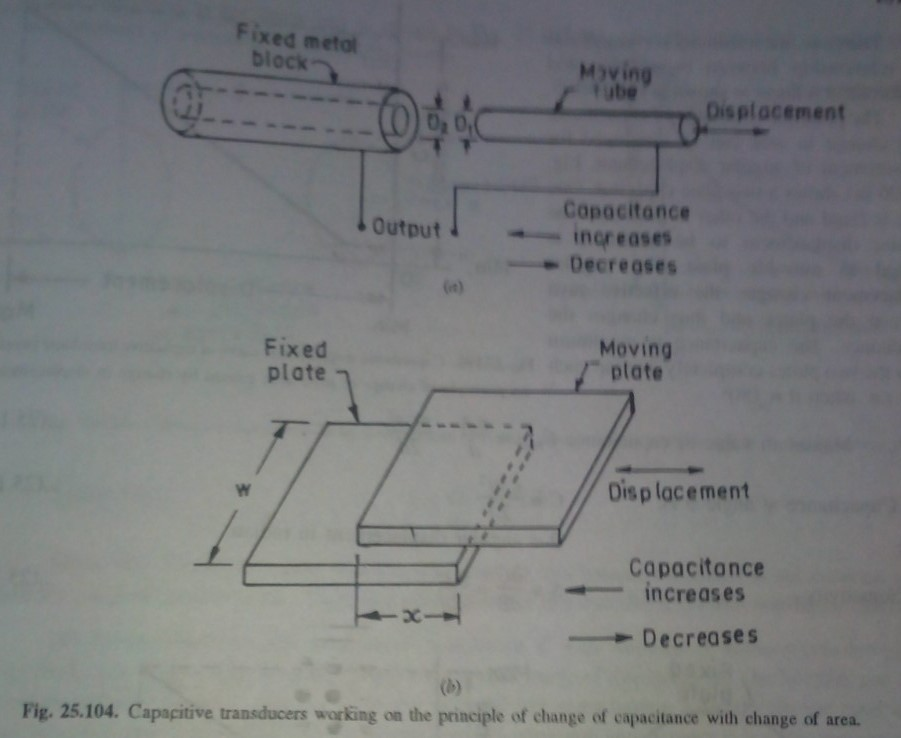 Fixed metal
block
Moving
tube
Displacement
D₂ D₁
Output
Capacitance
increases
Decreases
(a)
Fixed
plate
Moving
plate
w
Displacement
Capacitance
increases
x
Decreases
(b)
Fig. 25.104. Capacitive transducers working on the principle of change of capacitance with change of area.